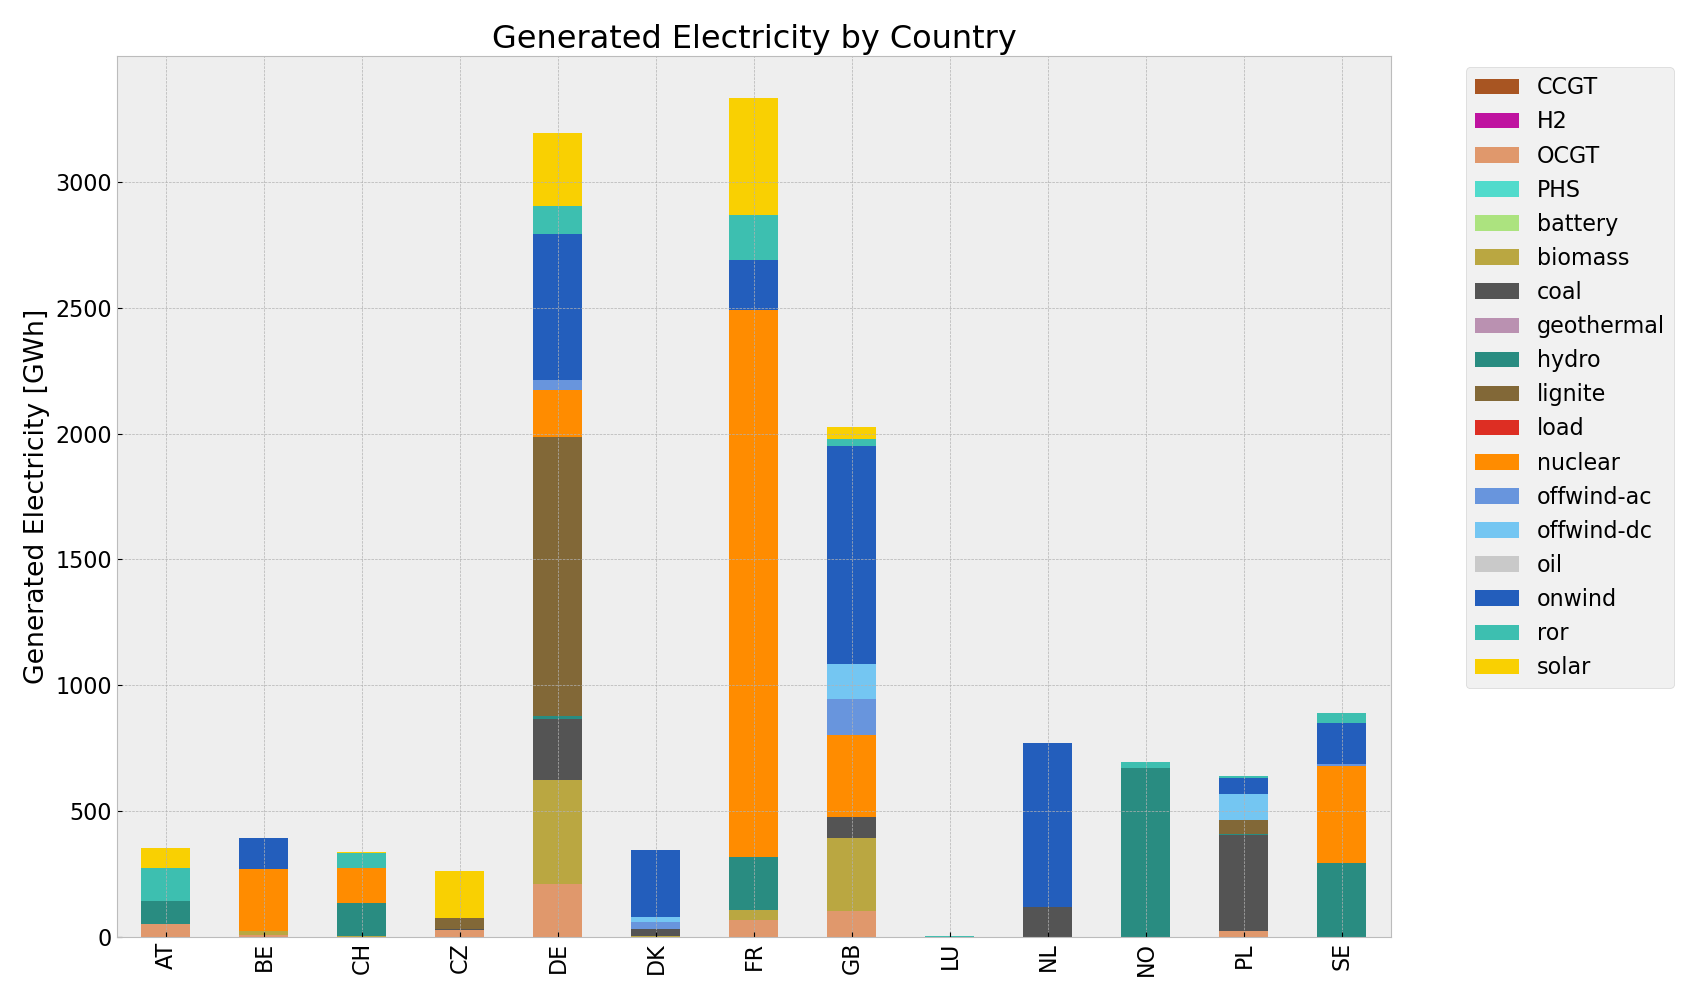 Generated Electricity by Country
Generated Electricity [GWh]
3000
2500
2000
1500
1000
500
0
AT
BE
CH
CZ
DE
DK
FR
GB
LU
NL
NO
PL
SE
CCGT
H2
OCGT
PHS
battery
biomass
coal
geothermal
hydro
lignite
load
nuclear
offwind-ac
offwind-dc
oil
onwind
ror
solar